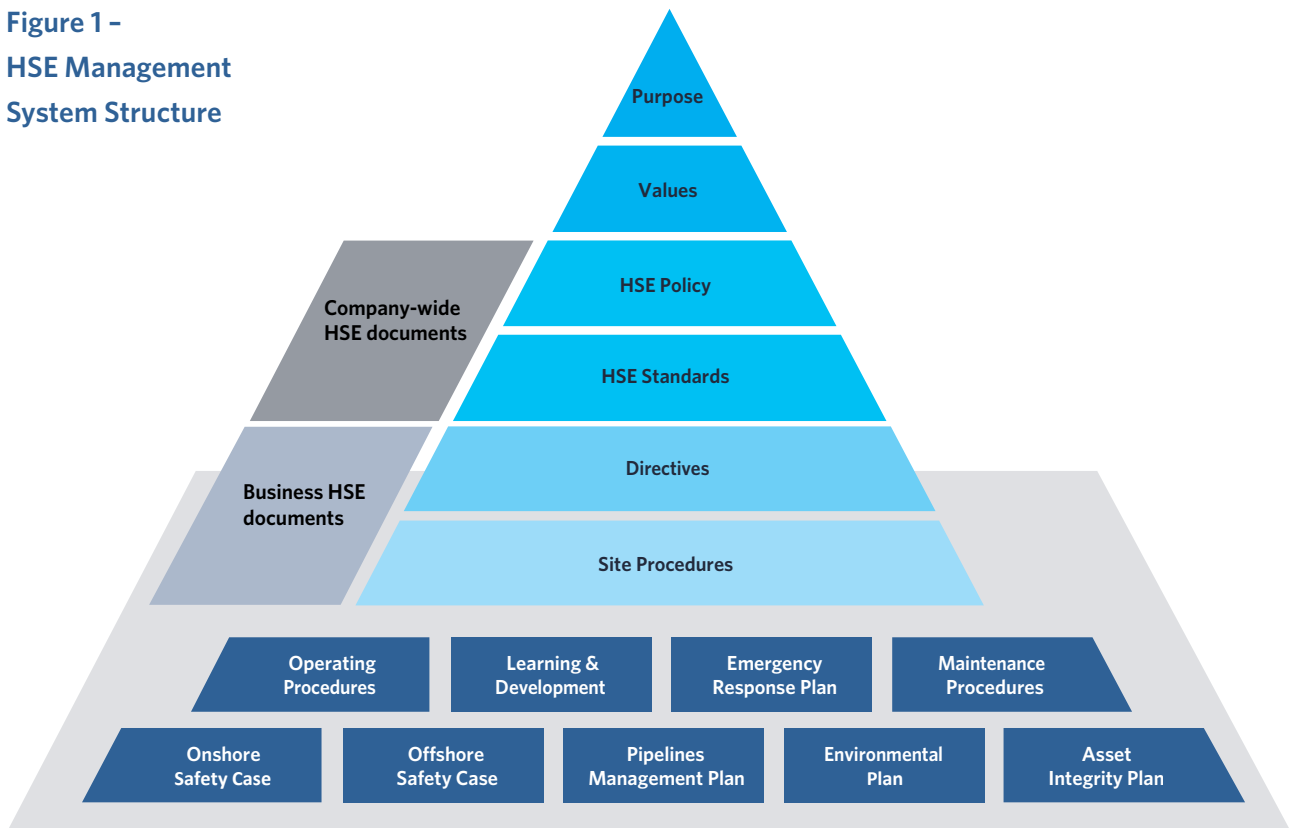 Figure 1 –
HSE Management
System Structure
Purpose
Values
HSE Policy
Company-wide
HSE documents
HSE Standards
Directives
Business HSE
documents
Site Procedures
Operating
Procedures
Learning &
Development
Emergency
Response Plan
Maintenance
Procedures
Onshore
Safety Case
Offshore
Safety Case
Pipelines
Management Plan
Environmental
Plan
Asset
Integrity Plan